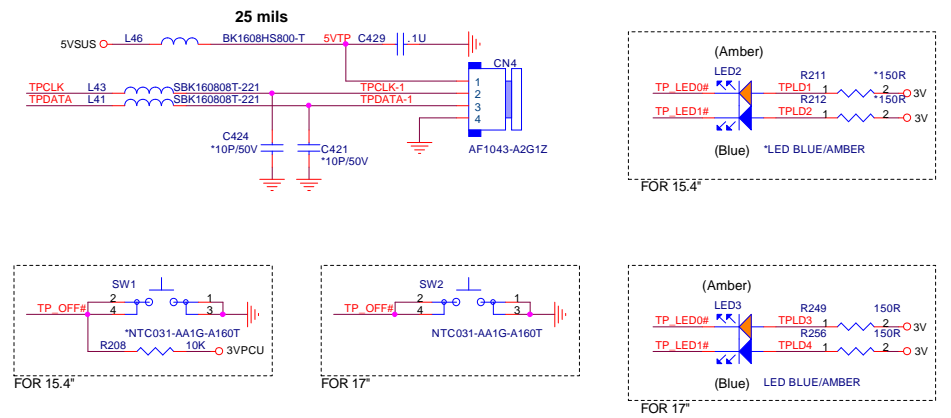 25 mils
5VSUS L46 BK1608HS800-T 5VTP C429 .1U
CN4
TPCLK L43 SBK160808T-221 TPCLK-1
TPDATA L41 SBK160808T-221 TPDATA-1
1
2
3
4
C424
*10P/50V
C421
*10P/50V
AF1043-A2G1Z
(Amber)
LED2
R211
*150R
TP_LED0# TPLD1 1 2 3V
R212
*150R
TP_LED1# TPLD2 1 2 3V
(Blue) *LED BLUE/AMBER
FOR 15.4"
SW1
TP_OFF# 2 1
4 3
*NTC031-AA1G-A160T
R208 10K 3VPCU
FOR 15.4"
SW2
TP_OFF# 2 1
4 3
NTC031-AA1G-A160T
FOR 17"
(Amber)
LED3
R249 150R
TP_LED0# TPLD3 1 2 3V
R256 150R
TP_LED1# TPLD4 1 2 3V
(Blue) LED BLUE/AMBER
FOR 17"